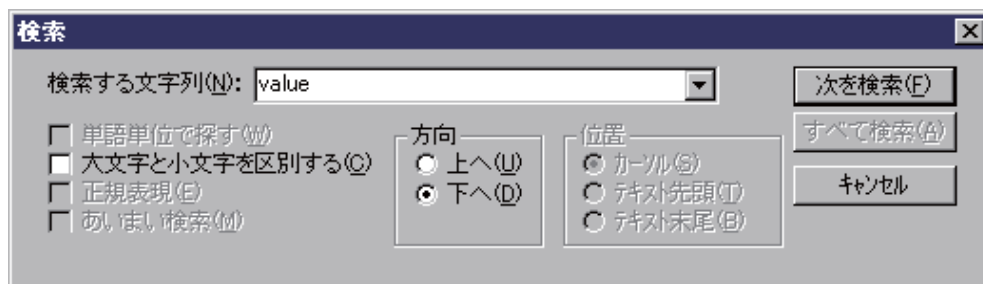 検索
検索する文字列(N): value
次を検索(F)
単語単位で探す(W)
大文字と小文字を区別する(C)
正規表現(E)
あいまい検索(M)
方向
上へ(U)
下へ(D)
位置
カーソル(S)
テキスト先頭(T)
テキスト末尾(B)
すべて検索(A)
キャンセル